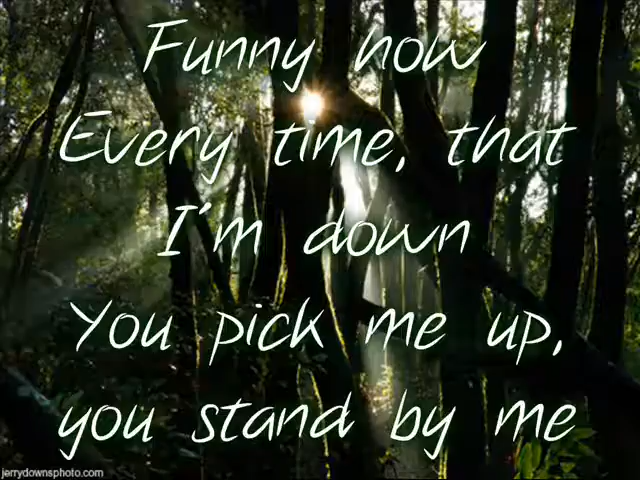 Funny how
Every time, that
I'm down
You pick me up,
you stand by me
jerrydownsphoto.com